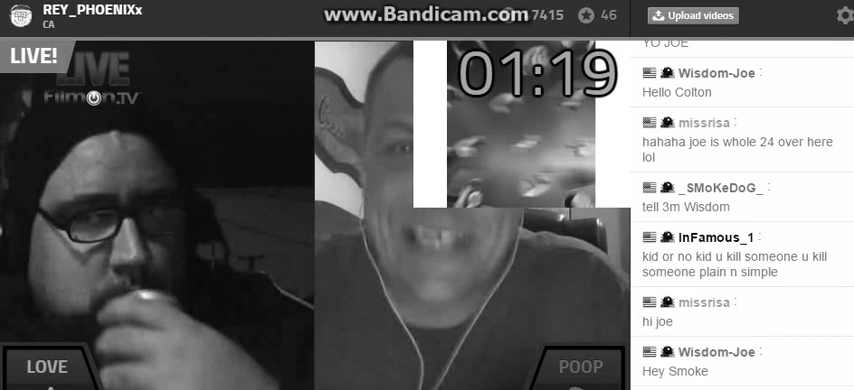 REY_PHOENIXx
CA
www.Bandicam.com
7415
46
Upload videos
LIVE!
LIVE
FilmOn.TV
01:19
YO JOE
Wisdom-Joe :
Hello Colton
missrisa :
hahaha joe is whole 24 over here
lol
_SMoKeDoG_ :
tell 3m Wisdom
InFamous_1 :
kid or no kid u kill someone u kill
someone plain n simple
missrisa :
hi joe
Wisdom-Joe :
Hey Smoke
LOVE
POOP